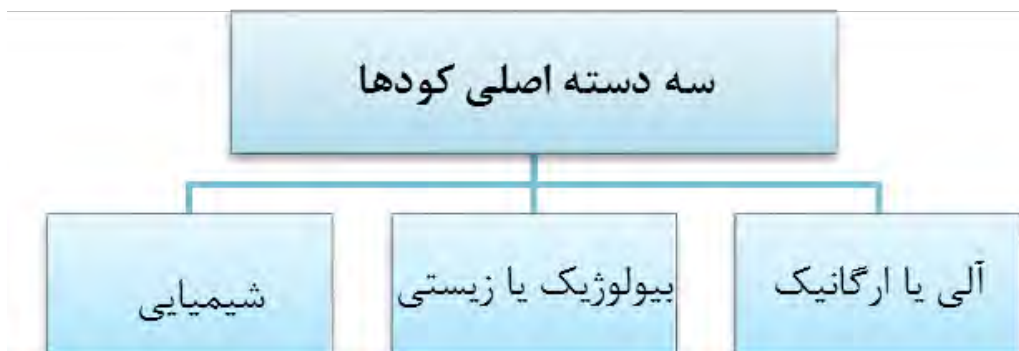 سه دسته اصلی کودها
آلی یا ارگانیک
بیولوژیک یا زیستی
شیمیایی